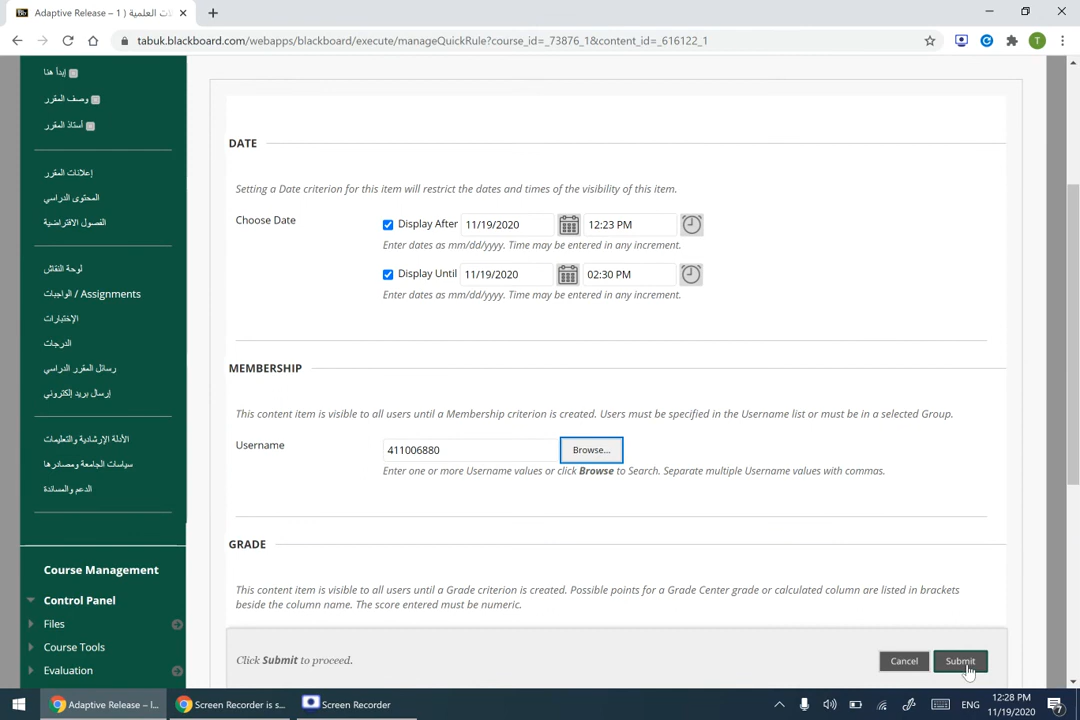 Adaptive Release – 1 ( ات العلمية
tabuk.blackboard.com/webapps/blackboard/execute/manageQuickRule?course_id=_73876_1&content_id=_616122_1
T
إبدأ هنا
وصف المقرر
أستاذ المقرر
إعلانات المقرر
المحتوى الدراسي
الفصول الافتراضية
لوحة النقاش
الواجبات / Assignments
الإختبارات
الدرجات
رسائل المقرر الدراسي
إرسال بريد إلكتروني
الأدلة الإرشادية والتعليمات
سياسات الجامعة ومصادرها
الدعم والمساندة
Course Management
Control Panel
Files
Course Tools
Evaluation
DATE
Setting a Date criterion for this item will restrict the dates and times of the visibility of this item.
Choose Date
Display After 11/19/2020 12:23 PM
Enter dates as mm/dd/yyyy. Time may be entered in any increment.
Display Until 11/19/2020 02:30 PM
Enter dates as mm/dd/yyyy. Time may be entered in any increment.
MEMBERSHIP
This content item is visible to all users until a Membership criterion is created. Users must be specified in the Username list or must be in a selected Group.
Username 411006880 Browse...
Enter one or more Username values or click Browse to Search. Separate multiple Username values with commas.
GRADE
This content item is visible to all users until a Grade criterion is created. Possible points for a Grade Center grade or calculated column are listed in brackets
beside the column name. The score entered must be numeric.
Click Submit to proceed.
Cancel Submit
Adaptive Release – l...
Screen Recorder is s...
Screen Recorder
ENG
12:28 PM
11/19/2020
7